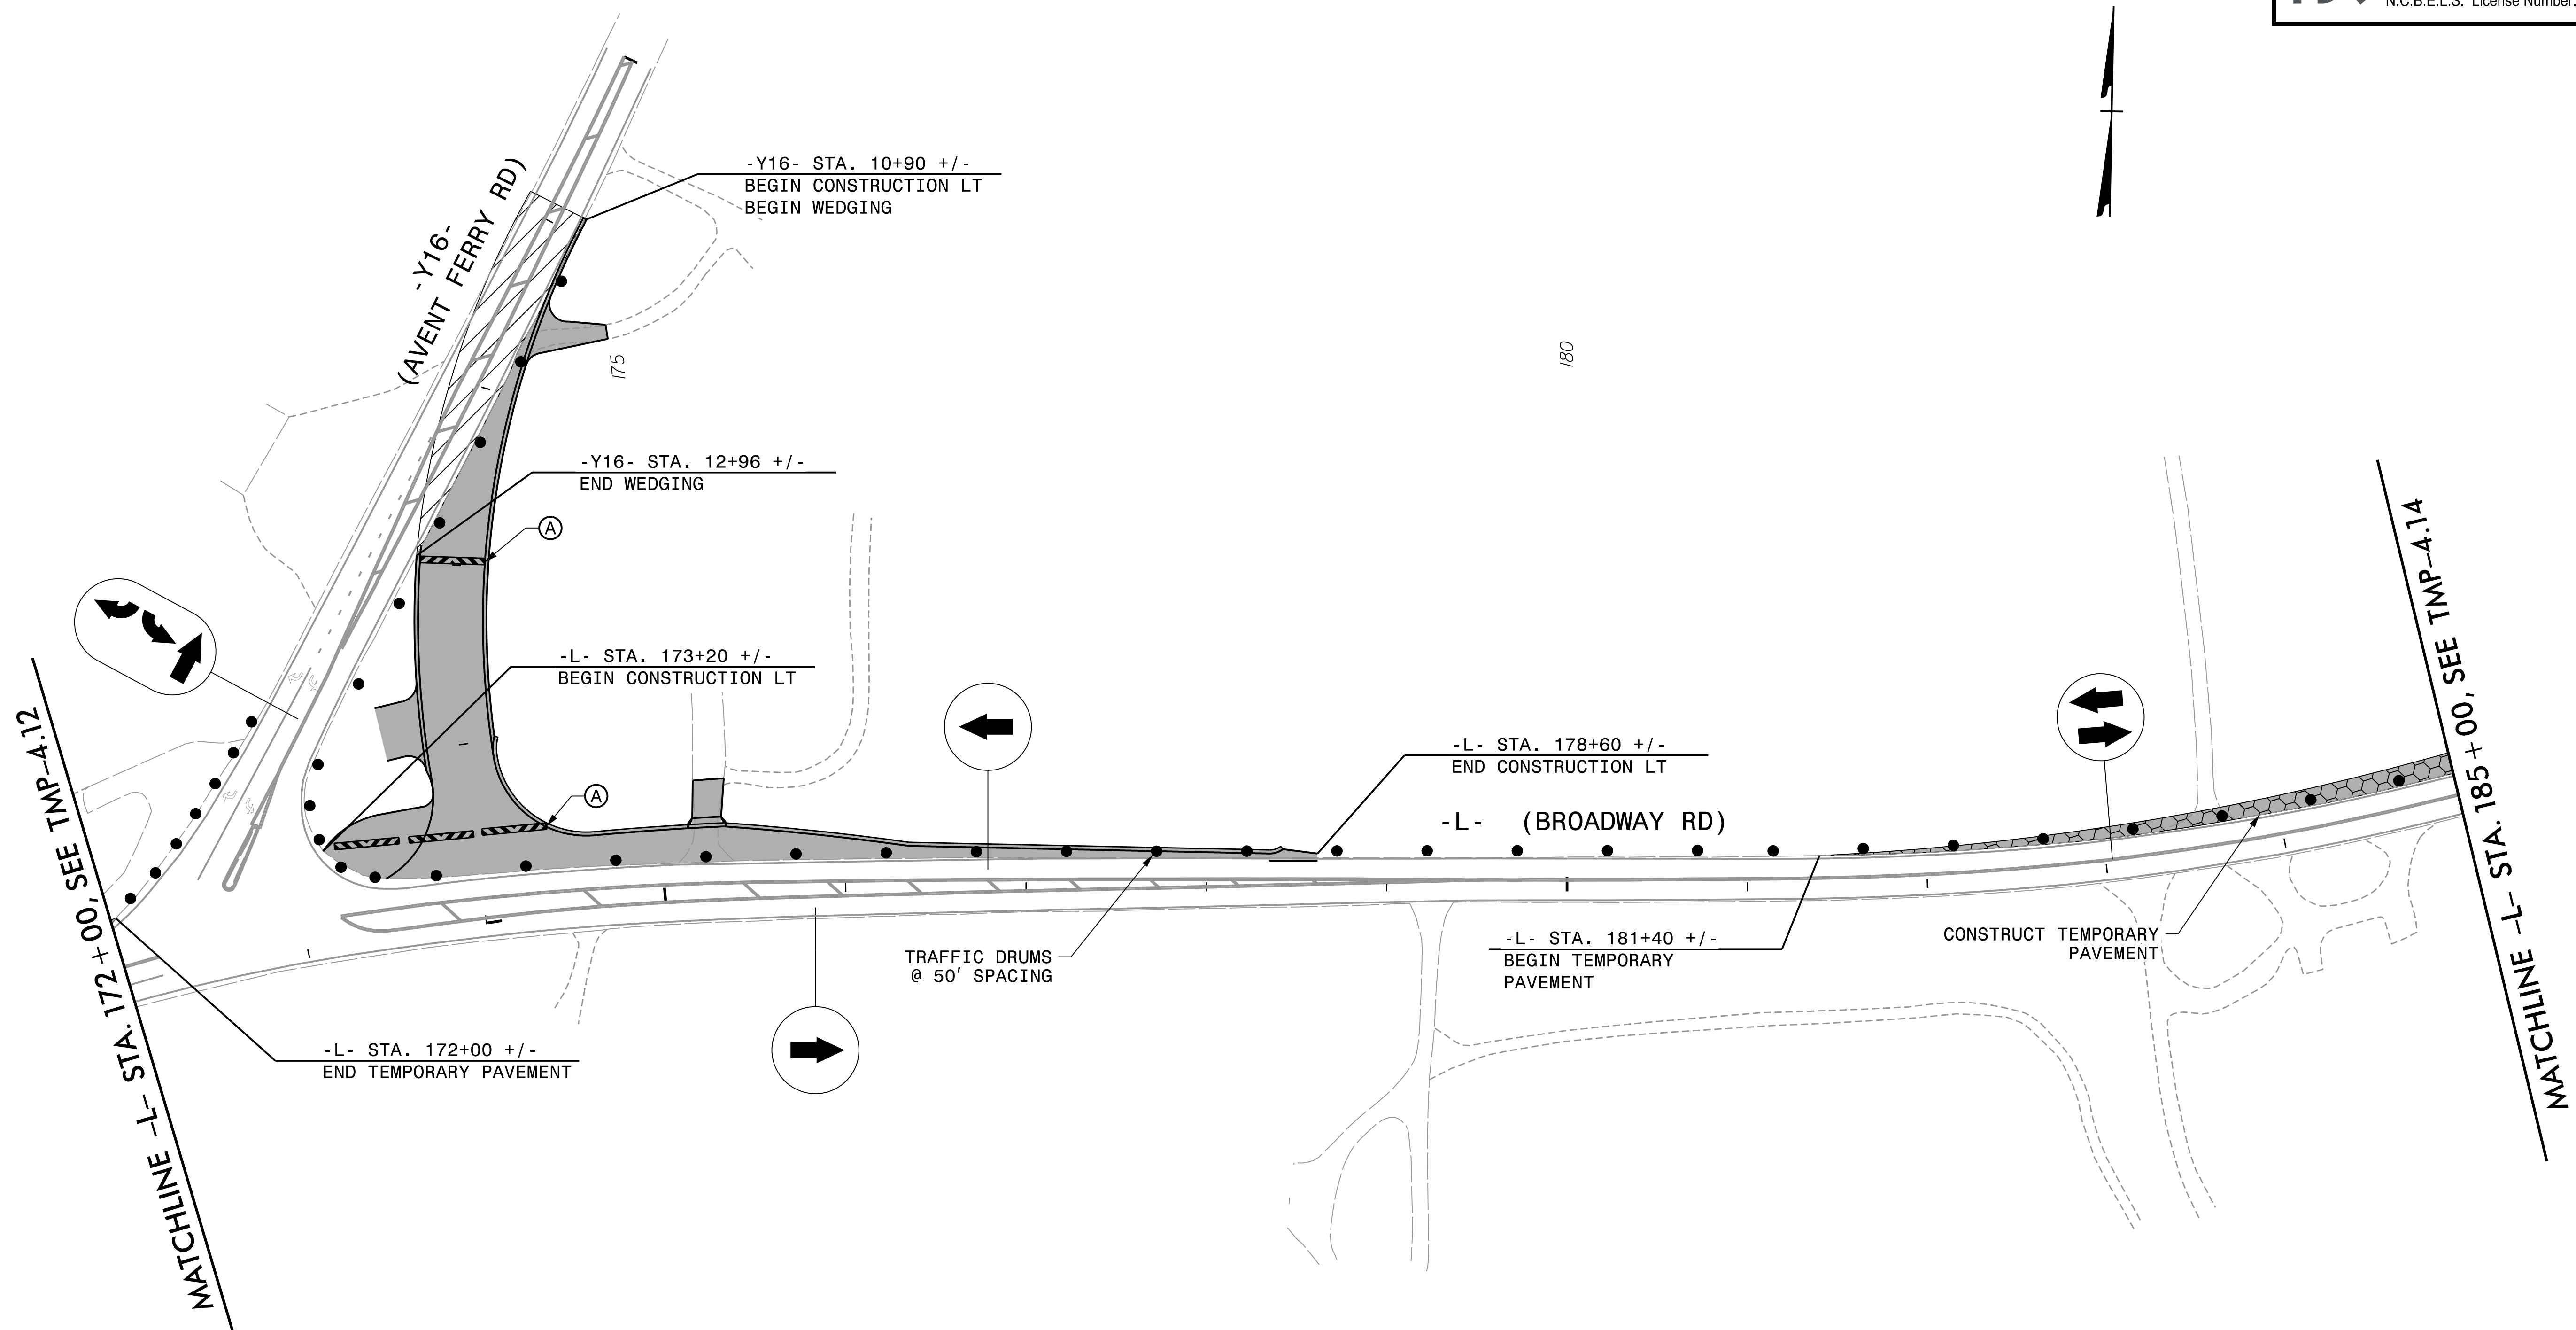 N.C.B.E.L.S. License Number:
-Y16-
(AVENT FERRY RD)
-Y16- STA. 10+90 +/-
BEGIN CONSTRUCTION LT
BEGIN WEDGING
175
180
-Y16- STA. 12+96 +/-
END WEDGING
A
-L- STA. 173+20 +/-
BEGIN CONSTRUCTION LT
A
-L- STA. 178+60 +/-
END CONSTRUCTION LT
-L- (BROADWAY RD)
TRAFFIC DRUMS
@ 50' SPACING
-L- STA. 181+40 +/-
BEGIN TEMPORARY
PAVEMENT
CONSTRUCT TEMPORARY
PAVEMENT
-L- STA. 172+00 +/-
END TEMPORARY PAVEMENT
MATCHLINE -L- STA. 172+00, SEE TMP-4.12
MATCHLINE -L- STA. 185+00, SEE TMP-4.14